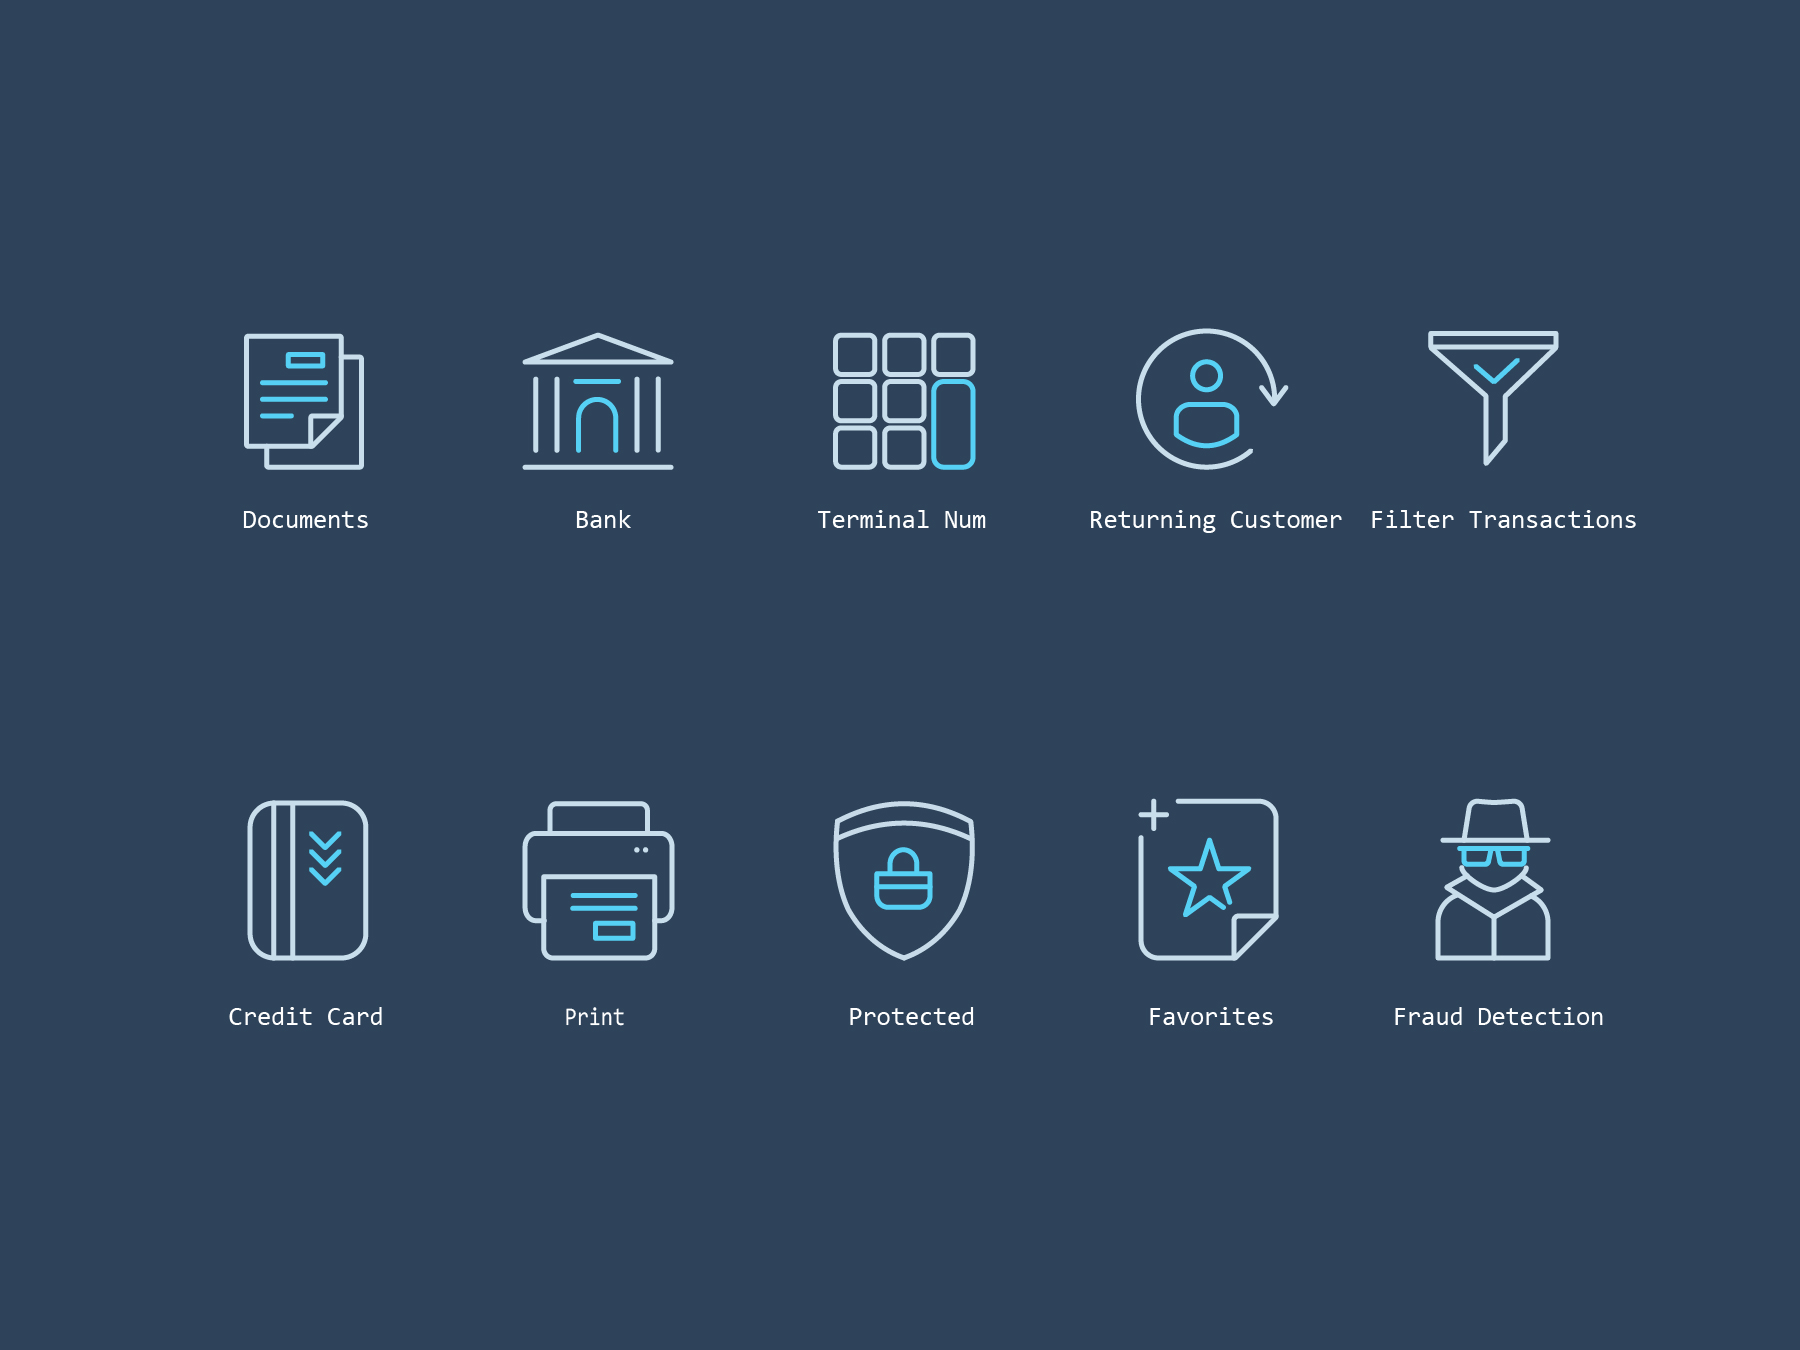 Documents
Bank
Terminal Num
Returning Customer
Filter Transactions
Credit Card
Print
Protected
Favorites
Fraud Detection